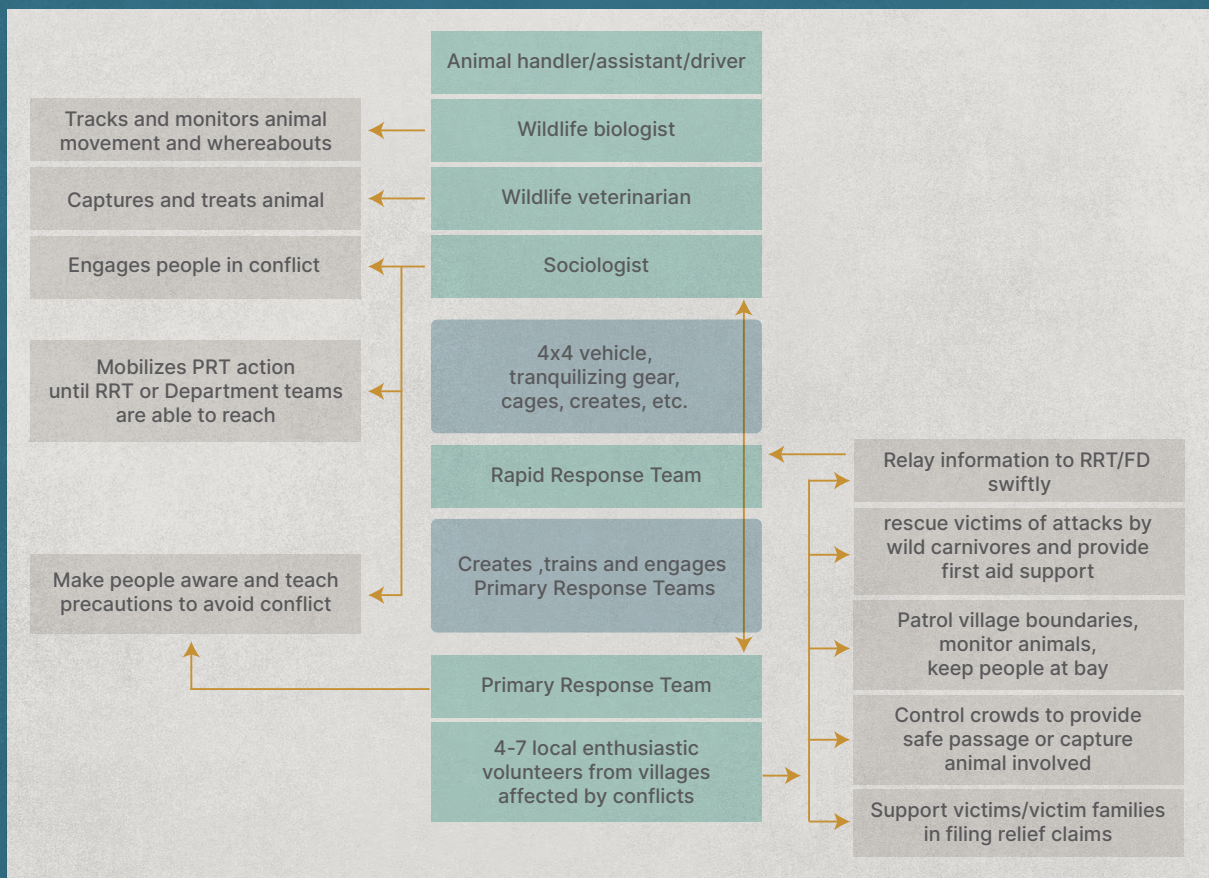 Animal handler/assistant/driver
Tracks and monitors animal
movement and whereabouts
Wildlife biologist
Captures and treats animal
Wildlife veterinarian
Engages people in conflict
Sociologist
Mobilizes PRT action
until RRT or Department teams
are able to reach
4x4 vehicle,
tranquilizing gear,
cages, creates, etc.
Rapid Response Team
Relay information to RRT/FD
swiftly
rescue victims of attacks by
wild carnivores and provide
first aid support
Make people aware and teach
precautions to avoid conflict
Creates ,trains and engages
Primary Response Teams
Patrol village boundaries,
monitor animals,
keep people at bay
Primary Response Team
Control crowds to provide
safe passage or capture
animal involved
4-7 local enthusiastic
volunteers from villages
affected by conflicts
Support victims/victim families
in filing relief claims